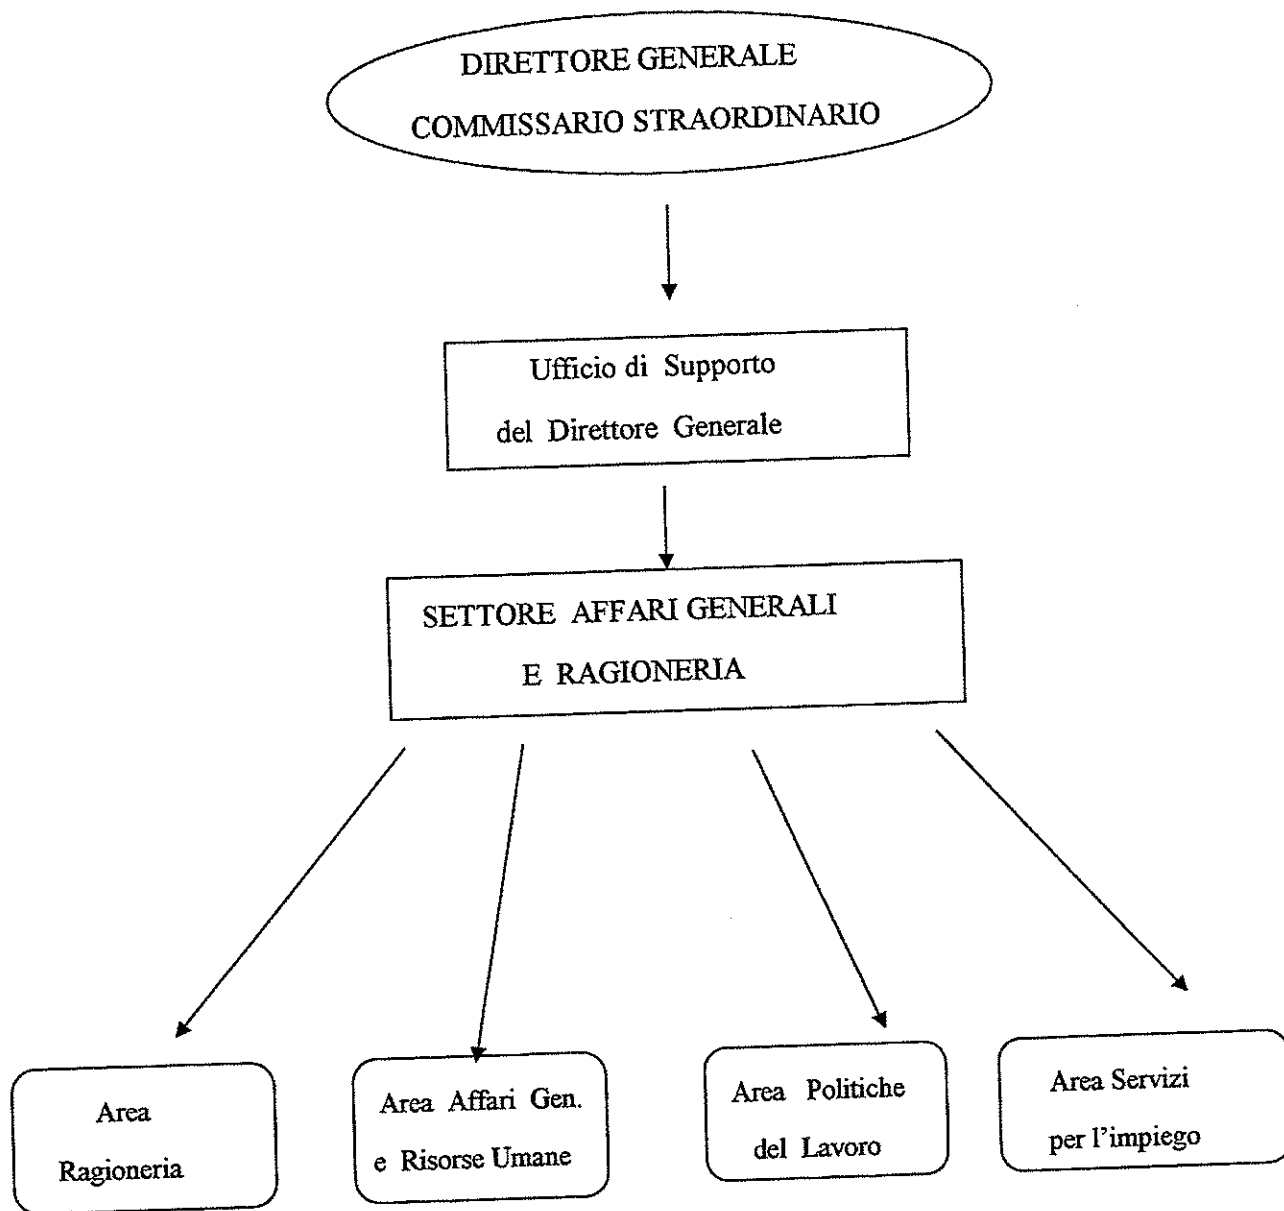 DIRETTORE GENERALE
COMMISSARIO STRAORDINARIO
Ufficio di Supporto
del Direttore Generale
SETTORE AFFARI GENERALI
E RAGIONERIA
Area
Ragioneria
Area Affari Gen.
e Risorse Umane
Area Politiche
del Lavoro
Area Servizi
per l'impiego